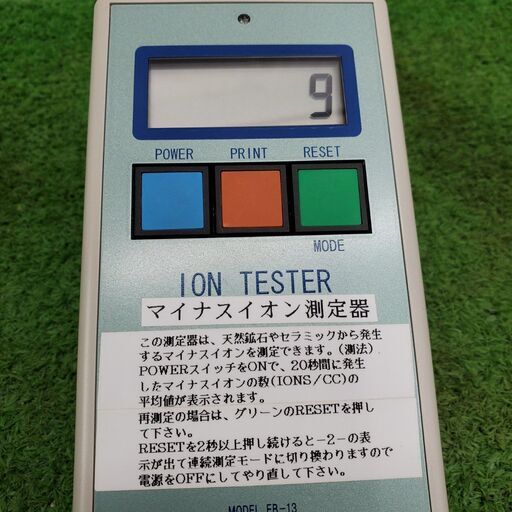 9
POWER PRINT RESET
MODE
ION TESTER
マイナスイオン測定器
この測定器は、天然鉱石やセラミックから発生
するマイナスイオンを測定できます。(測法)
POWERスイッチをONで、20秒間に発生
したマイナスイオンの数(IONS/CC)の
平均値が表示されます。
再測定の場合は、グリーンのRESETを押し
て下さい。
RESETを2秒以上押し続けると-2-の表
示が出て連続測定モードに切り換わりますので
電源をOFFにしてやり直して下さい。
MODEL EB-13